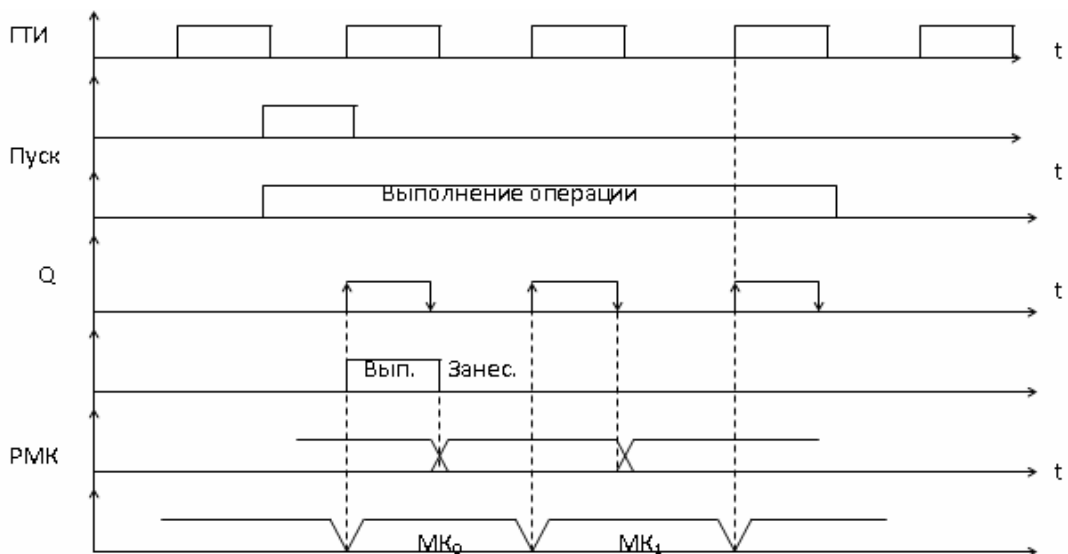 ГТИ
t
Пуск
t
Выполнение операции
Q
t
Вып. Занес.
РМК
t
МК₀ МК₁